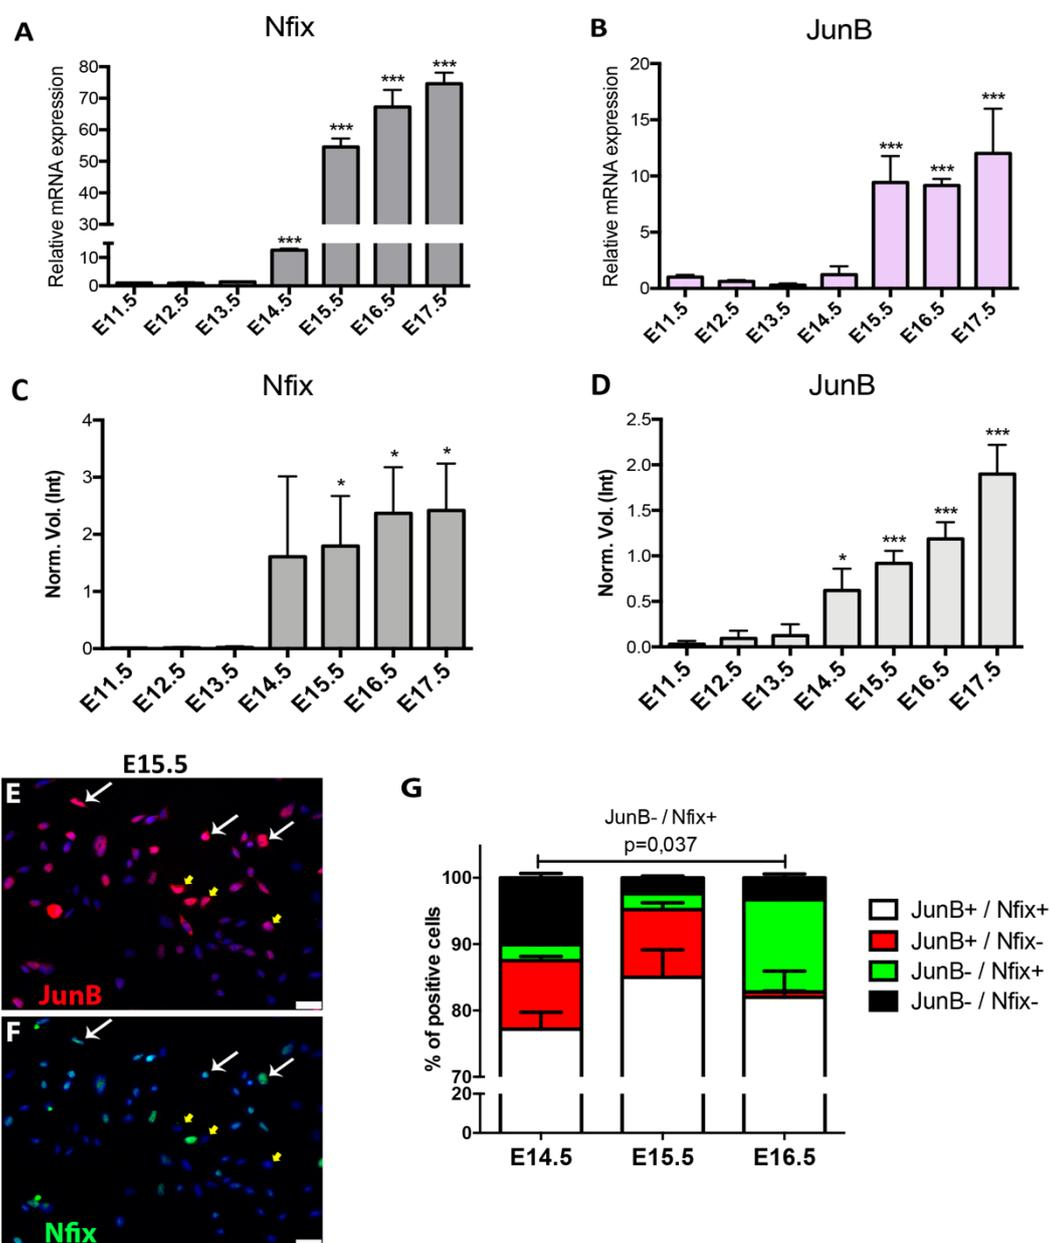 A
Nfix
Relative mRNA expression
80
70
60
50
40
30
10
0
***
***
***
***
E11.5
E12.5
E13.5
E14.5
E15.5
E16.5
E17.5
B
JunB
Relative mRNA expression
20
15
10
5
0
***
***
***
E11.5
E12.5
E13.5
E14.5
E15.5
E16.5
E17.5
C
Nfix
Norm. Vol. (Int)
4
3
2
1
0
*
*
*
E11.5
E12.5
E13.5
E14.5
E15.5
E16.5
E17.5
D
JunB
Norm. Vol. (Int)
2.5
2.0
1.5
1.0
0.5
0.0
*
***
***
***
E11.5
E12.5
E13.5
E14.5
E15.5
E16.5
E17.5
E15.5
E
JunB
F
Nfix
G
JunB- / Nfix+
p=0,037
% of positive cells
100
90
80
70
20
0
E14.5
E15.5
E16.5
JunB+ / Nfix+
JunB+ / Nfix-
JunB- / Nfix+
JunB- / Nfix-